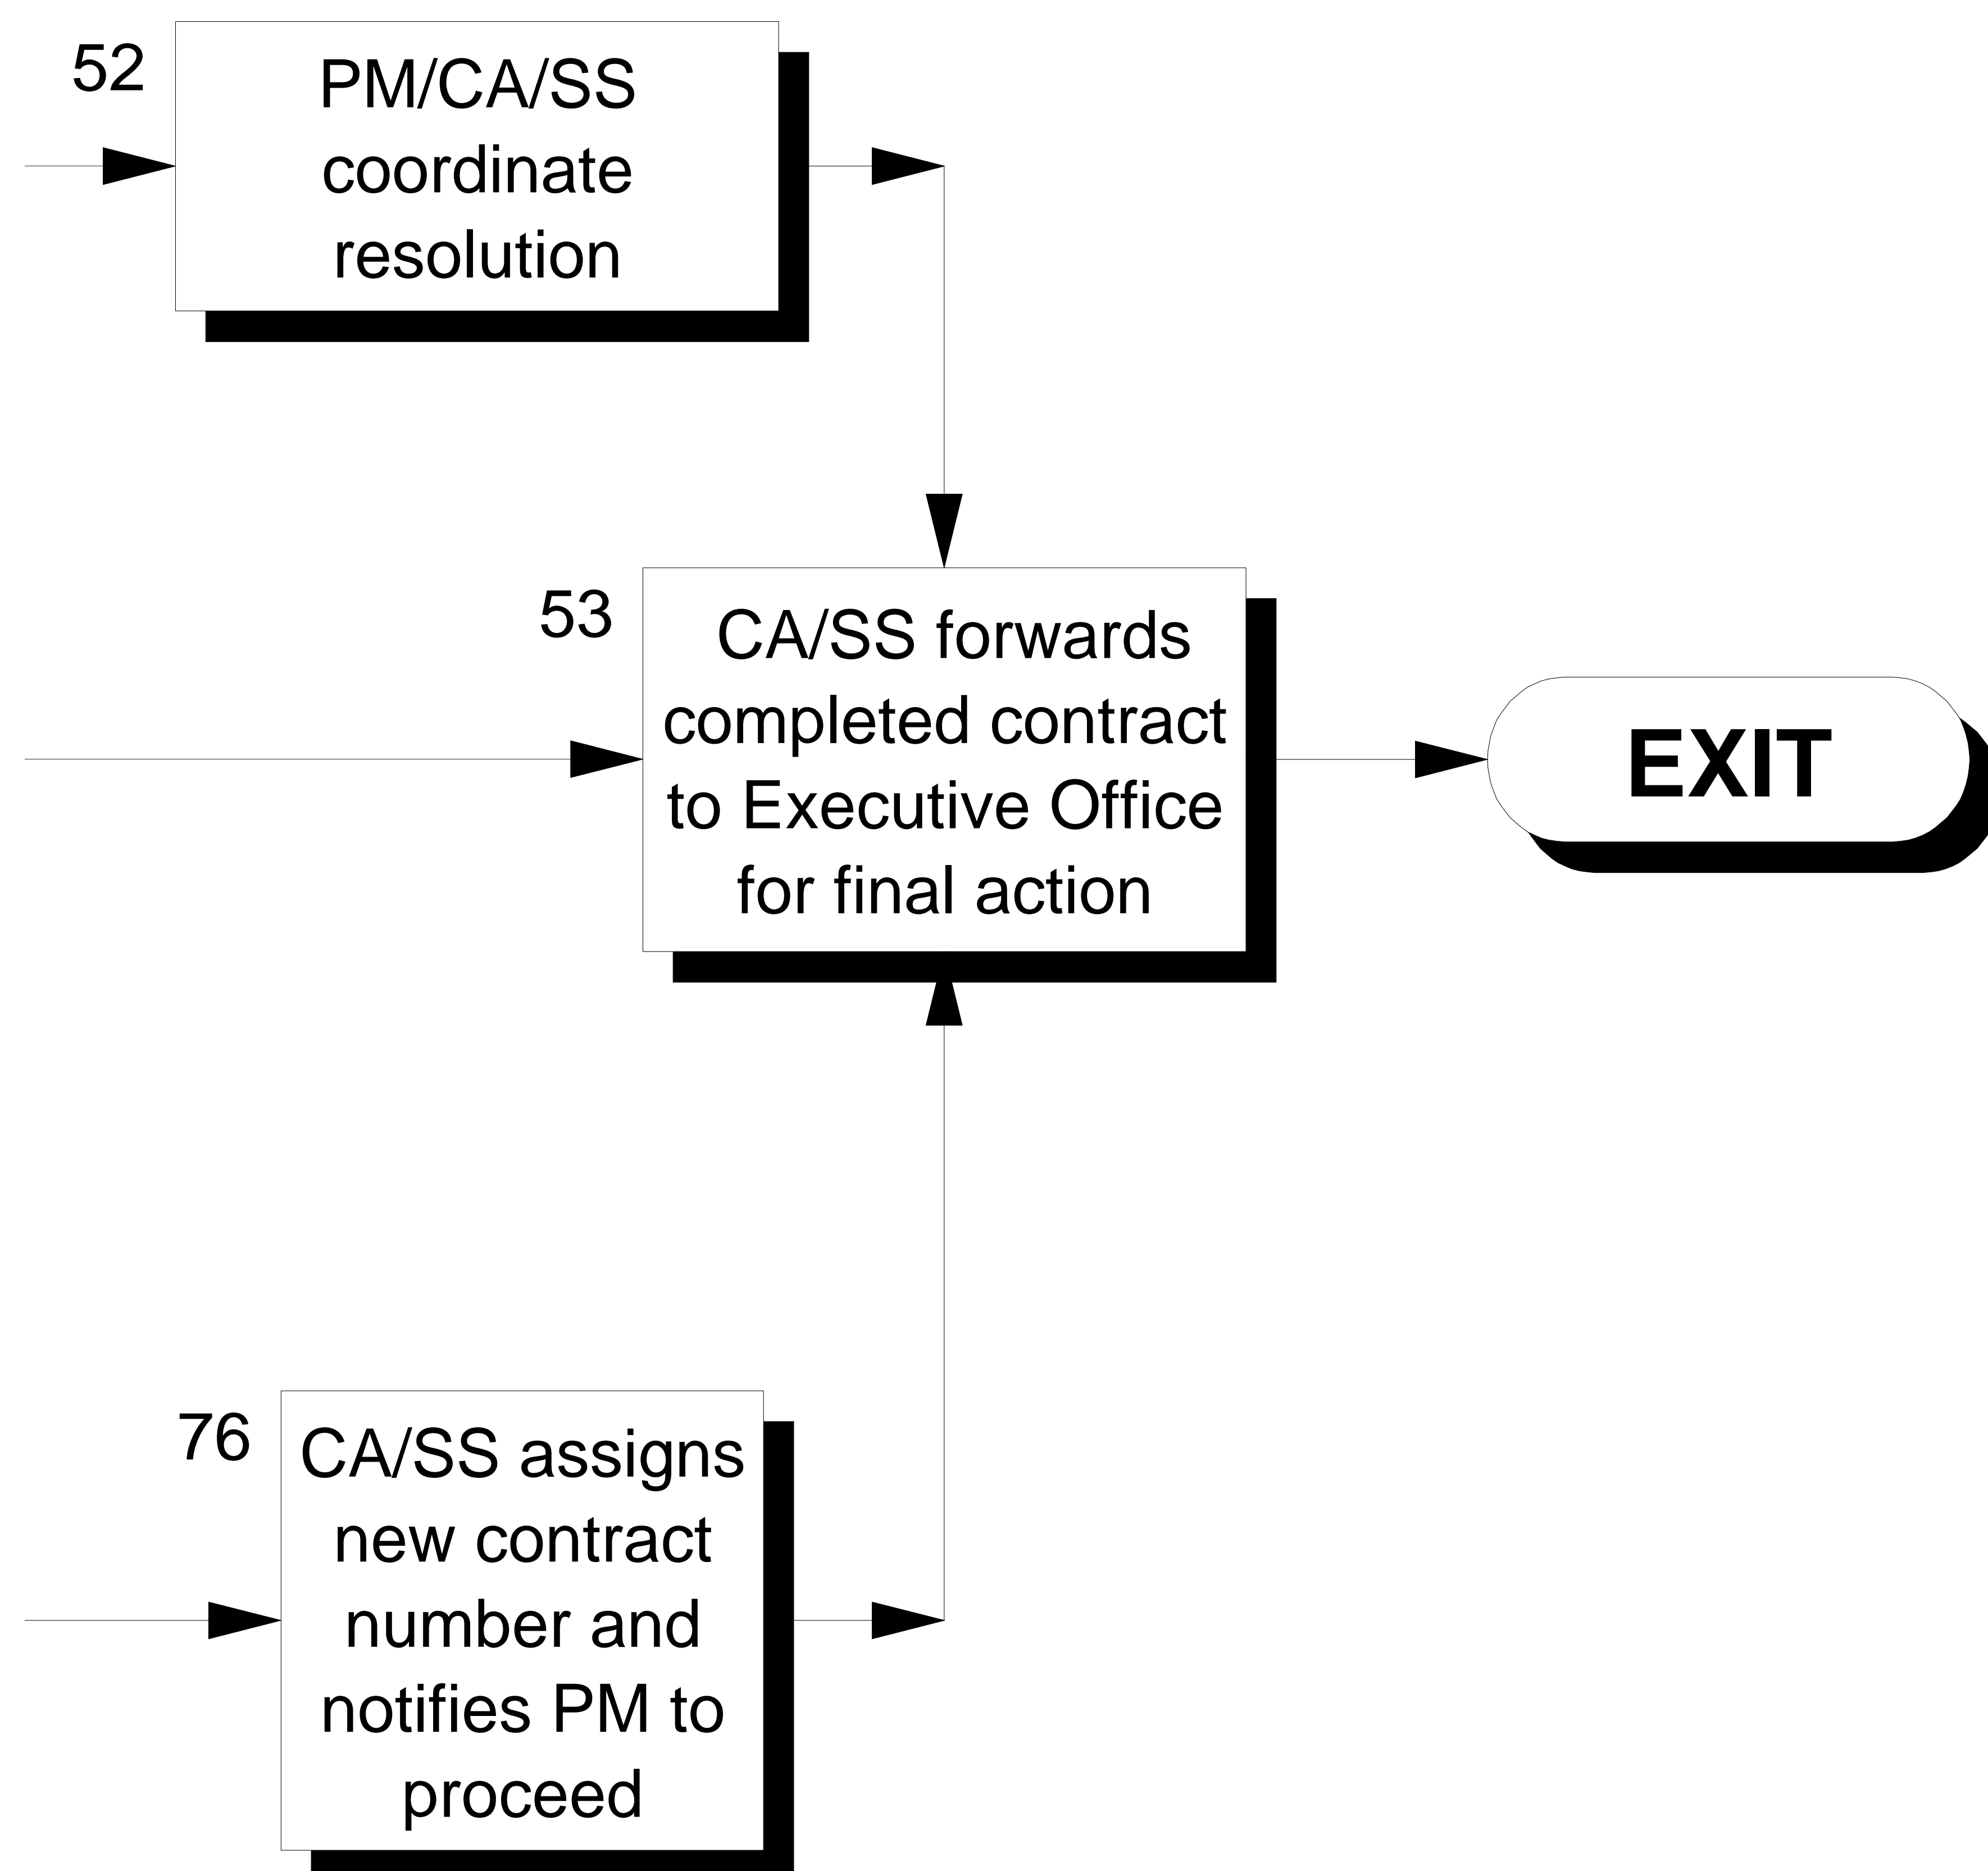 52
PM/CA/SS
coordinate
resolution
53
CA/SS forwards
completed contract
to Executive Office
for final action
EXIT
76
CA/SS assigns
new contract
number and
notifies PM to
proceed